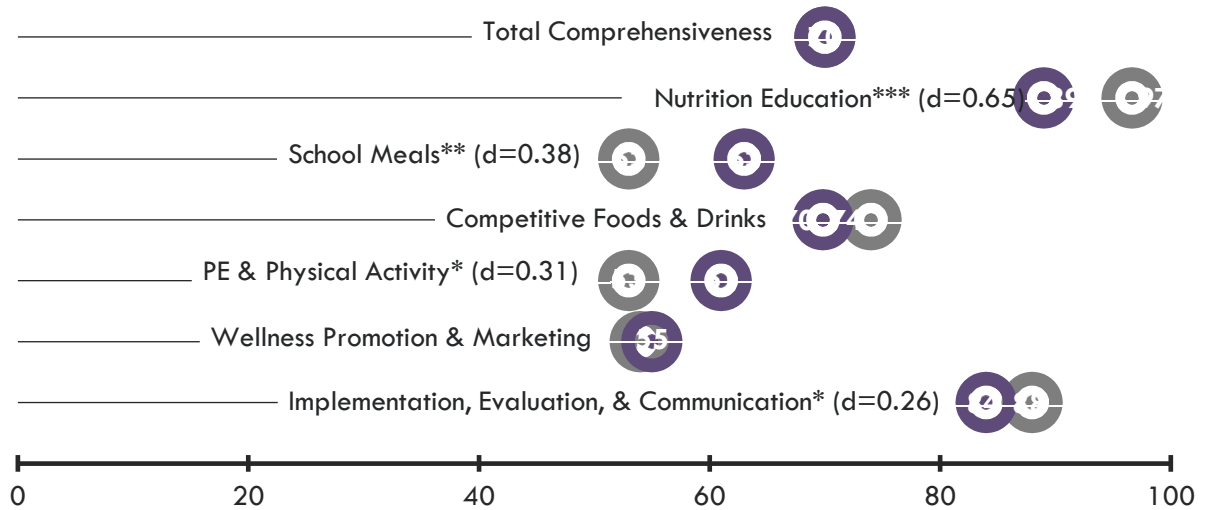 Total Comprehensiveness
Nutrition Education*** (d=0.65)
School Meals** (d=0.38)
Competitive Foods & Drinks
PE & Physical Activity* (d=0.31)
Wellness Promotion & Marketing
Implementation, Evaluation, & Communication* (d=0.26)
0 20 40 60 80 100